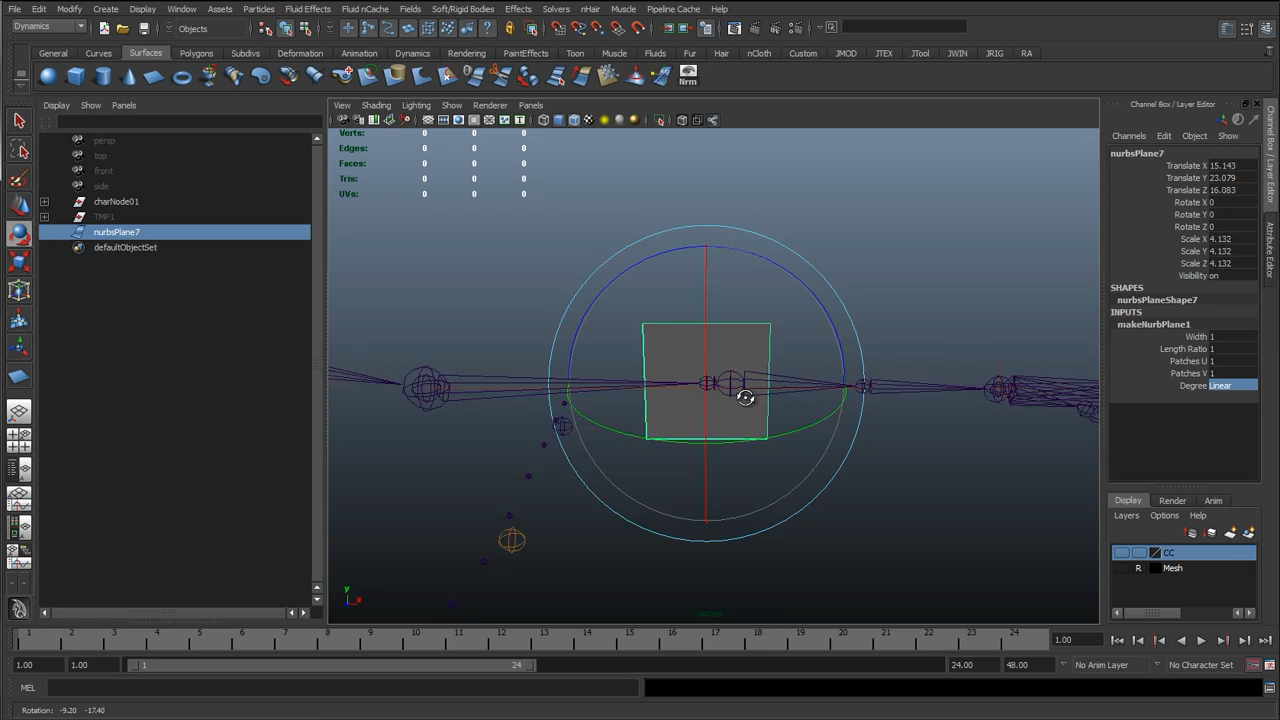 File Edit Modify Create Display Window Assets Particles Fluid Effects Fluid nCache Fields Soft/Rigid Bodies Effects Solvers nHair Muscle Pipeline Cache Help
Dynamics Objects
General Curves Surfaces Polygons Subdivs Deformation Animation Dynamics Rendering PaintEffects Toon Muscle Fluids Fur Hair nCloth Custom JMOD JTEX JTool JWIN JRIG RA
Nrm
Display Show Panels
View Shading Lighting Show Renderer Panels
Channel Box / Layer Editor
Channels Edit Object Show
persp
top
front
side
charNode01
TMP1
nurbsPlane7
defaultObjectSet
Verts: 0 0 0
Edges: 0 0 0
Faces: 0 0 0
Tris: 0 0 0
UVs: 0 0 0
y
x
persp
nurbsPlane7
Translate X 15.143
Translate Y 23.079
Translate Z 16.083
Rotate X 0
Rotate Y 0
Rotate Z 0
Scale X 4.132
Scale Y 4.132
Scale Z 4.132
Visibility on
SHAPES
nurbsPlaneShape7
INPUTS
makeNurbPlane1
Width 1
Length Ratio 1
Patches U 1
Patches V 1
Degree Linear
Channel Box / Layer Editor
Attribute Editor
Display Render Anim
Layers Options Help
CC
R Mesh
1 2 3 4 5 6 7 8 9 10 11 12 13 14 15 16 17 18 19 20 21 22 23 24
1.00
1.00 1.00 1 24 24.00 48.00 No Anim Layer No Character Set
MEL
Rotation: -9.20 -17.40